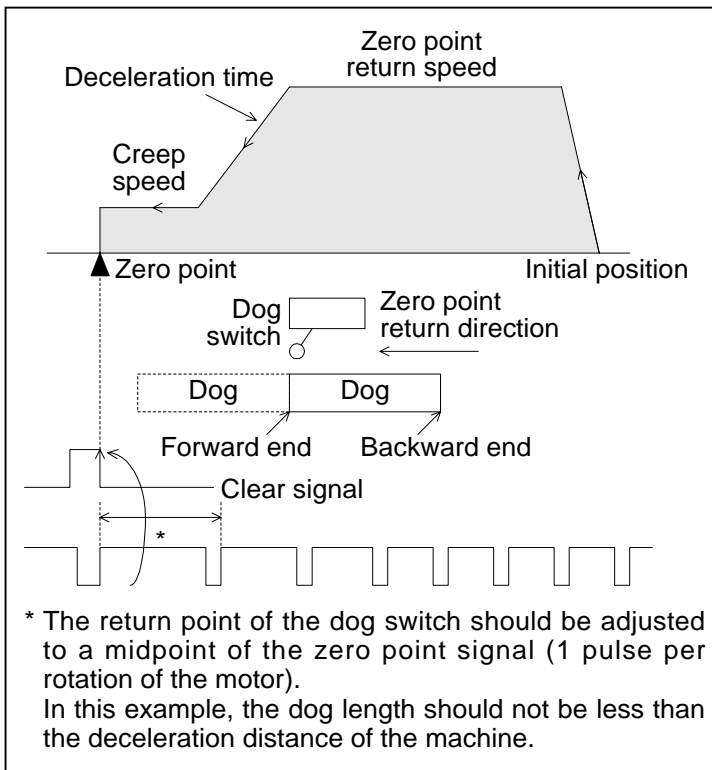 Zero point
return speed
Deceleration time
Creep
speed
Zero point
Initial position
Dog
switch
Zero point
return direction
Dog
Dog
Forward end
Backward end
Clear signal
*
* The return point of the dog switch should be adjusted
to a midpoint of the zero point signal (1 pulse per
rotation of the motor).
In this example, the dog length should not be less than
the deceleration distance of the machine.